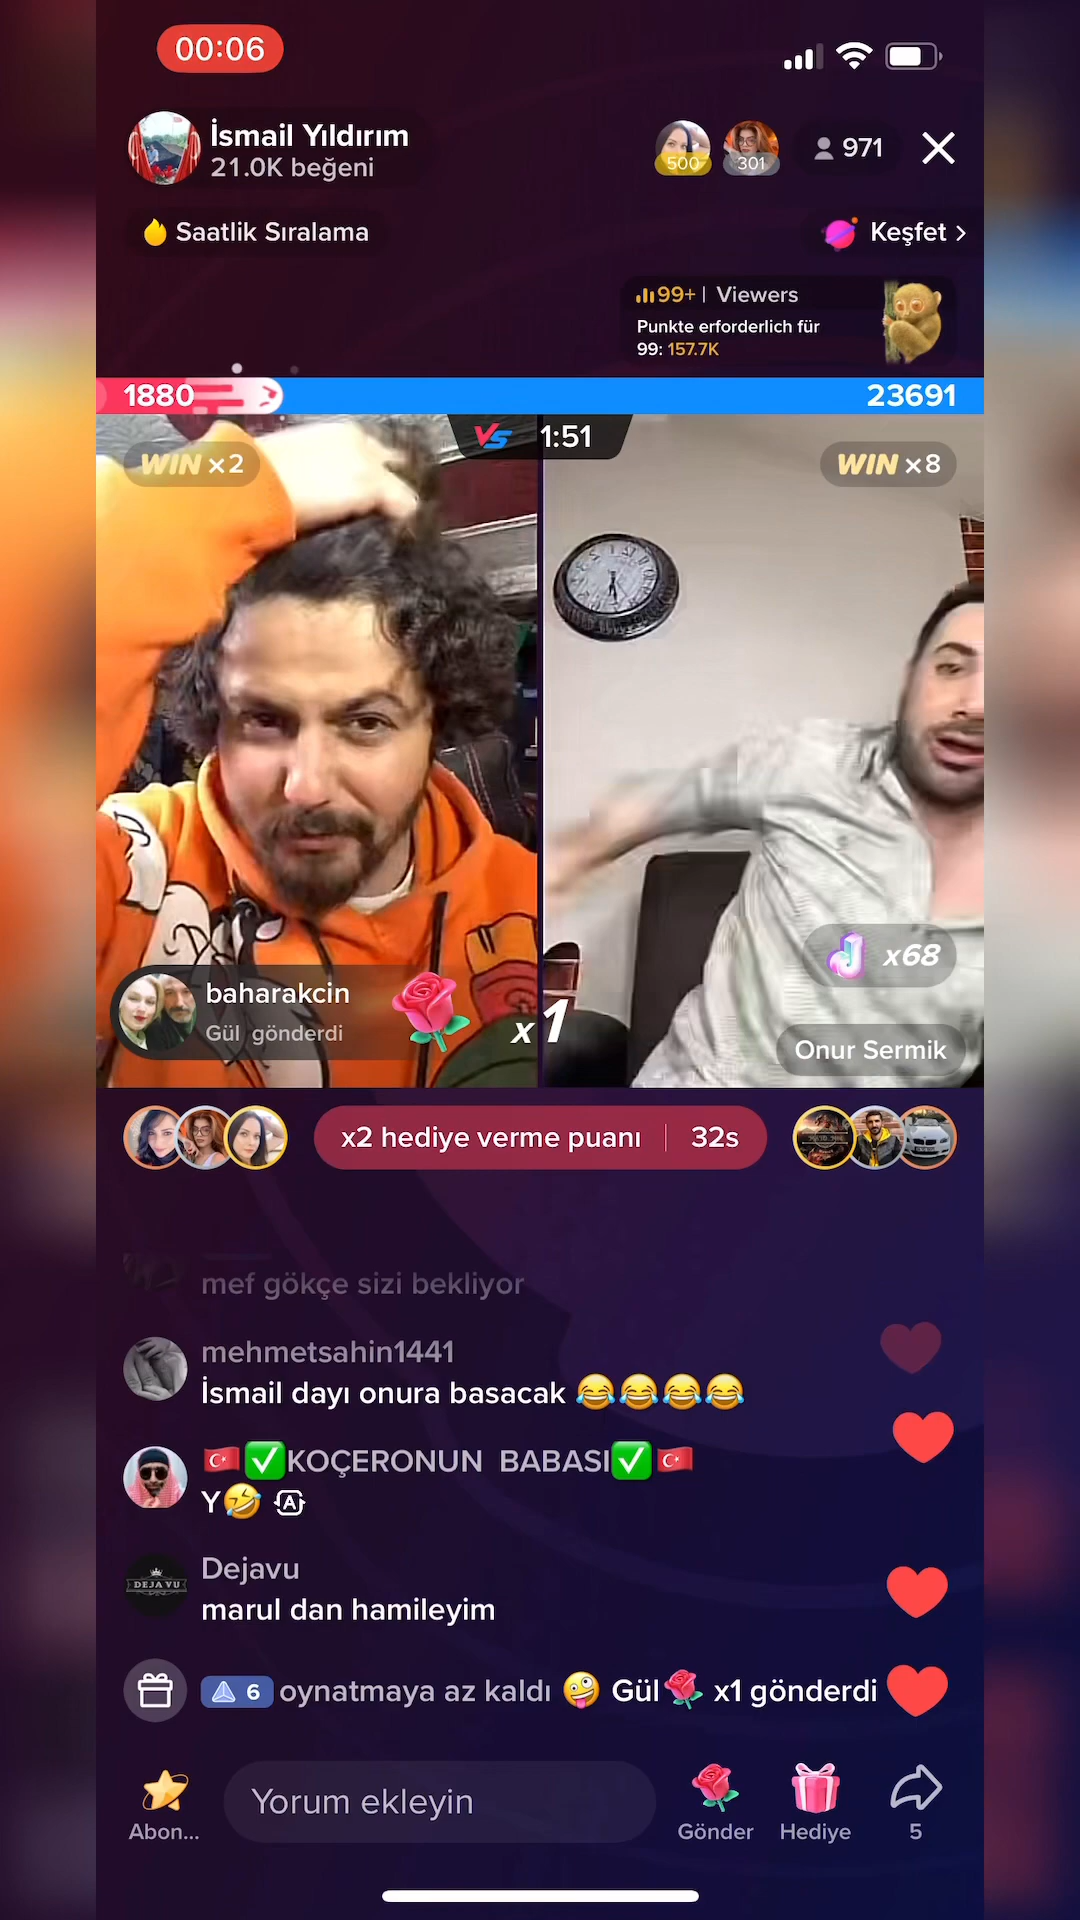 00:06
İsmail Yıldırım
21.0K beğeni
500
301
971
Saatlik Sıralama
Keşfet >
99+ | Viewers
Punkte erforderlich für
99: 157.7K
1880
23691
VS 1:51
WIN x2
WIN x8
x68
baharakcin
Gül gönderdi
x1
Onur Sermik
x2 hediye verme puanı | 32s
mef gökçe sizi bekliyor
mehmetsahin1441
İsmail dayı onura basacak 😂😂😂😂
🇹🇷✅KOÇERONUN BABASI✅🇹🇷
Y🤣 A
DEJAVU
Dejavu
marul dan hamileyim
6 oynatmaya az kaldı 🤪 Gül🌹 x1 gönderdi
Abon...
Yorum ekleyin
Gönder
Hediye
5